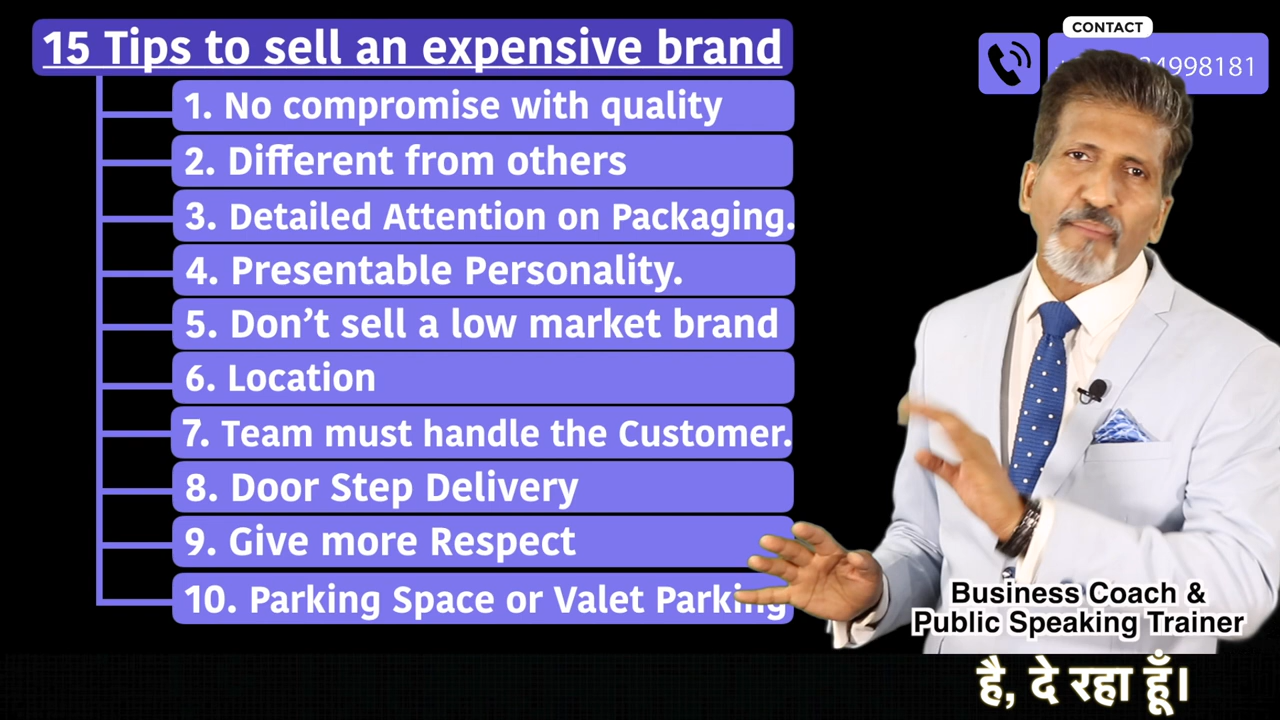 15 Tips to sell an expensive brand
1. No compromise with quality
2. Different from others
3. Detailed Attention on Packaging.
4. Presentable Personality.
5. Don’t sell a low market brand
6. Location
7. Team must handle the Customer.
8. Door Step Delivery
9. Give more Respect
10. Parking Space or Valet Parking
CONTACT
4998181
Business Coach &
Public Speaking Trainer
है, दे रहा हूँ।